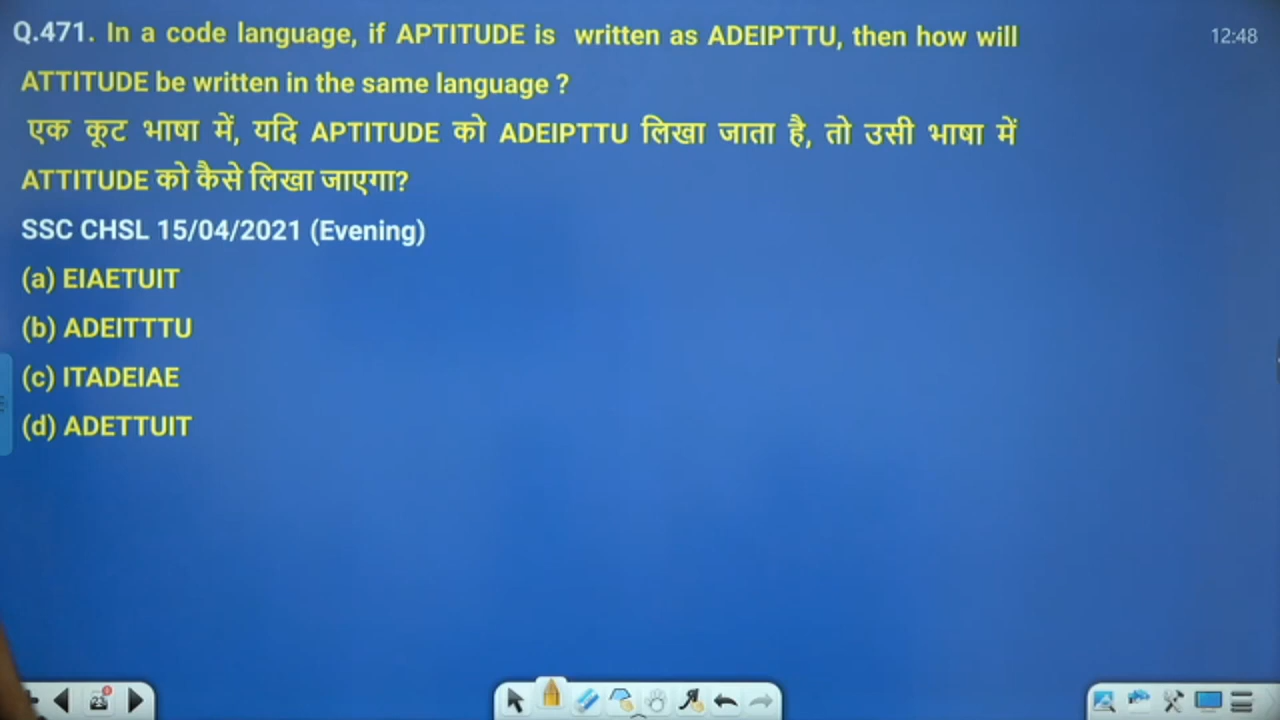 Q.471. In a code language, if APTITUDE is written as ADEIPTTU, then how will
12:48
ATTITUDE be written in the same language ?
एक कूट भाषा में, यदि APTITUDE को ADEIPTTU लिखा जाता है, तो उसी भाषा में
ATTITUDE को कैसे लिखा जाएगा?
SSC CHSL 15/04/2021 (Evening)
(a) EIAETUIT
(b) ADEITTTU
(c) ITADEIAE
(d) ADETTUIT
23